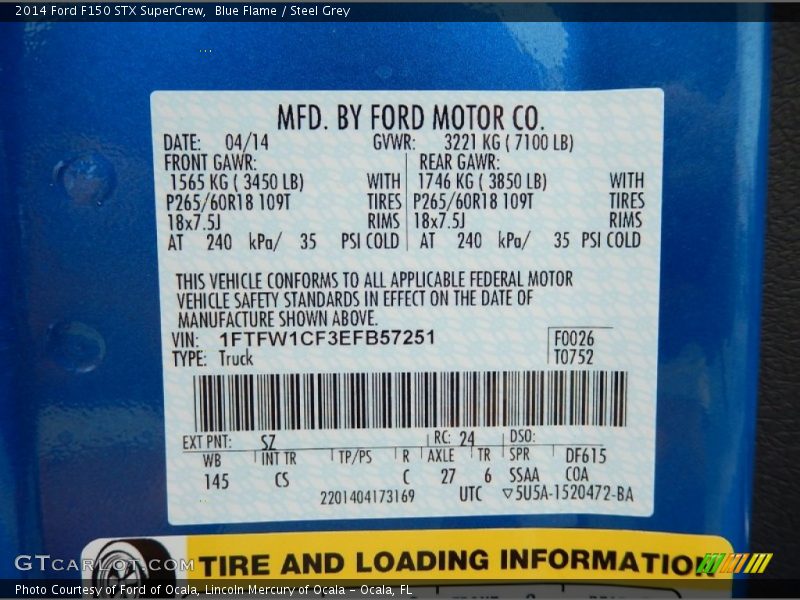 2014 Ford F150 STX SuperCrew,  Blue Flame / Steel Grey
MFD. BY FORD MOTOR CO.
DATE: 04/14 GVWR: 3221 KG ( 7100 LB)
FRONT GAWR: REAR GAWR:
1565 KG ( 3450 LB) WITH 1746 KG ( 3850 LB) WITH
P265/60R18 109T TIRES P265/60R18 109T TIRES
18x7.5J RIMS 18x7.5J RIMS
AT 240 kPa/ 35 PSI COLD AT 240 kPa/ 35 PSI COLD
THIS VEHICLE CONFORMS TO ALL APPLICABLE FEDERAL MOTOR
VEHICLE SAFETY STANDARDS IN EFFECT ON THE DATE OF
MANUFACTURE SHOWN ABOVE.
VIN: 1FTFW1CF3EFB57251 F0026
TYPE: Truck T0752
EXT PNT: SZ RC: 24 DSO:
WB INT TR TP/PS R AXLE TR SPR DF615
145 CS C 27 6 SSAA COA
2201404173169 UTC ▽5U5A-1520472-BA
TIRE AND LOADING INFORMATION
GTcarlot.com
Photo Courtesy of Ford of Ocala, Lincoln Mercury of Ocala - Ocala, FL